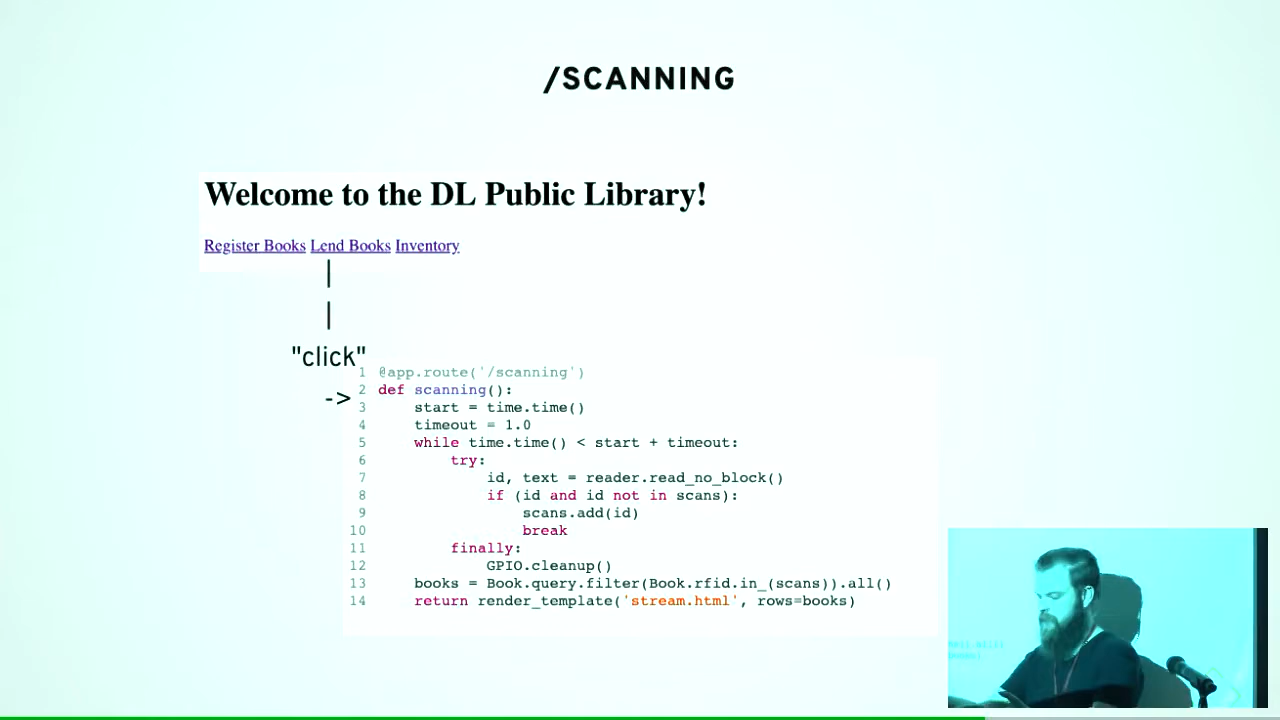 /SCANNING
Welcome to the DL Public Library!
Register Books Lend Books Inventory
|
|
"click"
->
1 @app.route('/scanning')
2 def scanning():
3     start = time.time()
4     timeout = 1.0
5     while time.time() < start + timeout:
6         try:
7             id, text = reader.read_no_block()
8             if (id and id not in scans):
9                 scans.add(id)
10                 break
11         finally:
12             GPIO.cleanup()
13     books = Book.query.filter(Book.rfid.in_(scans)).all()
14     return render_template('stream.html', rows=books)